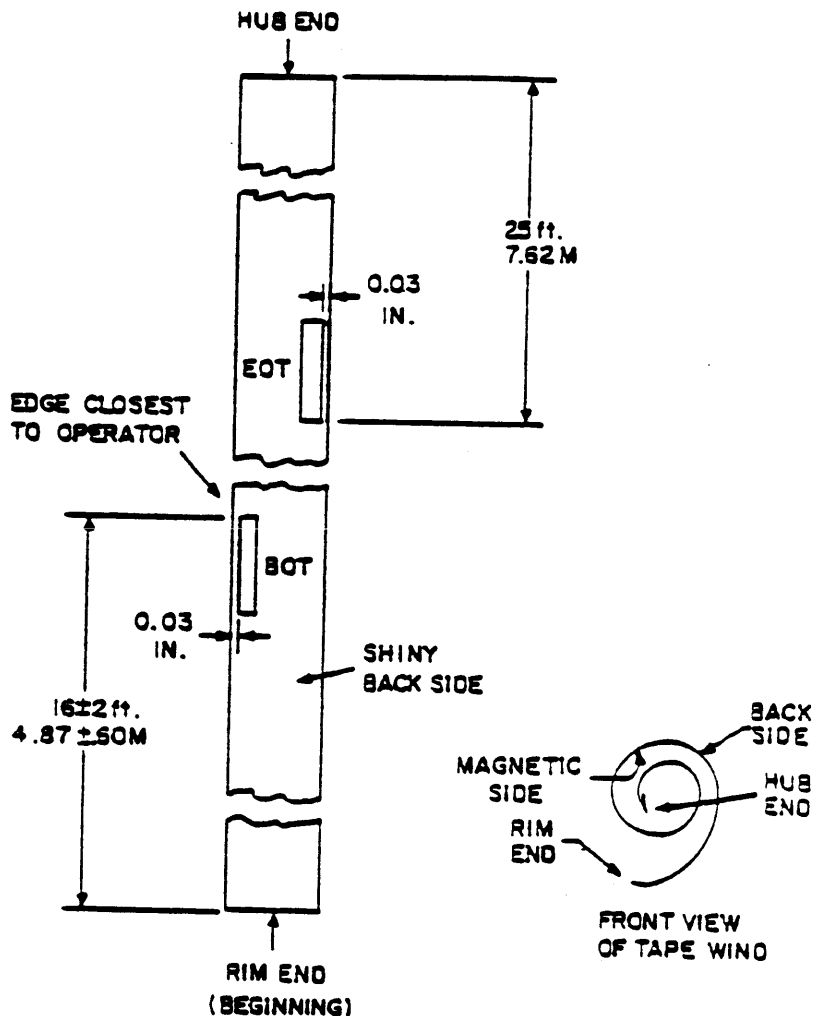 HUB END
25 ft.
7.62 M
0.03
IN.
EOT
EDGE CLOSEST
TO OPERATOR
BOT
0.03
IN.
SHINY
BACK SIDE
16±2 ft.
4.87 ±.60M
BACK
SIDE
MAGNETIC
SIDE
HUB
END
RIM
END
FRONT VIEW
OF TAPE WIND
RIM END
(BEGINNING)